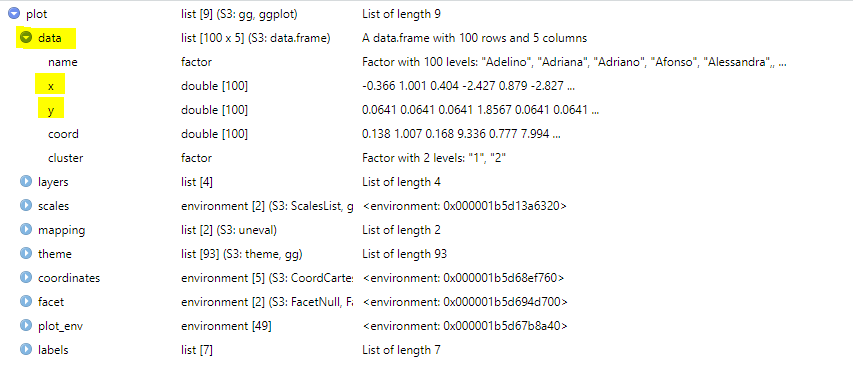 plot list [9] (S3: gg, ggplot) List of length 9
data list [100 x 5] (S3: data.frame) A data.frame with 100 rows and 5 columns
name factor Factor with 100 levels: "Adelino", "Adriana", "Adriano", "Afonso", "Alessandra",, ...
x double [100] -0.366 1.001 0.404 -2.427 0.879 -2.827 ...
y double [100] 0.0641 0.0641 0.0641 1.8567 0.0641 0.0641 ...
coord double [100] 0.138 1.007 0.168 9.336 0.777 7.994 ...
cluster factor Factor with 2 levels: "1", "2"
layers list [4] List of length 4
scales environment [2] (S3: ScalesList, g <environment: 0x000001b5d13a6320>
mapping list [2] (S3: uneval) List of length 2
theme list [93] (S3: theme, gg) List of length 93
coordinates environment [5] (S3: CoordCarte <environment: 0x000001b5d68ef760>
facet environment [2] (S3: FacetNull, Fa <environment: 0x000001b5d694d700>
plot_env environment [49] <environment: 0x000001b5d67b8a40>
labels list [7] List of length 7